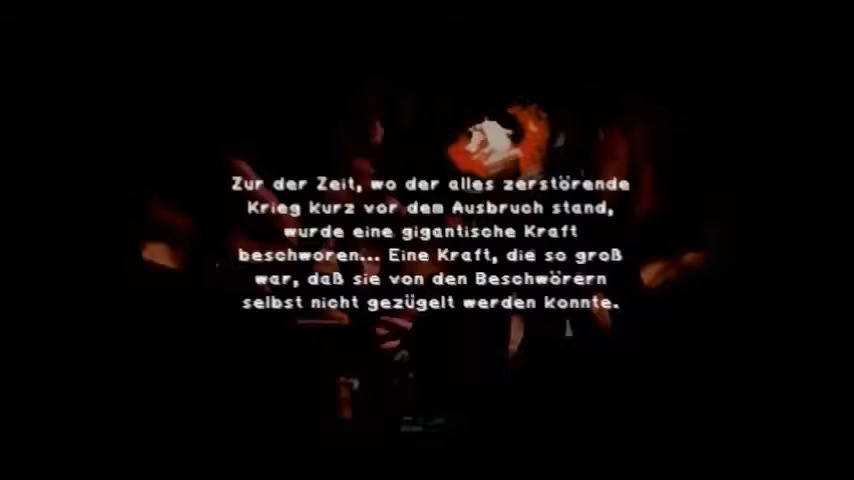 Zur der Zeit, wo der alles zerstörende
Krieg kurz vor dem Ausbruch stand,
wurde eine gigantische Kraft
beschworen... Eine Kraft, die so groß
war, daß sie von den Beschwörern
selbst nicht gezügelt werden konnte.